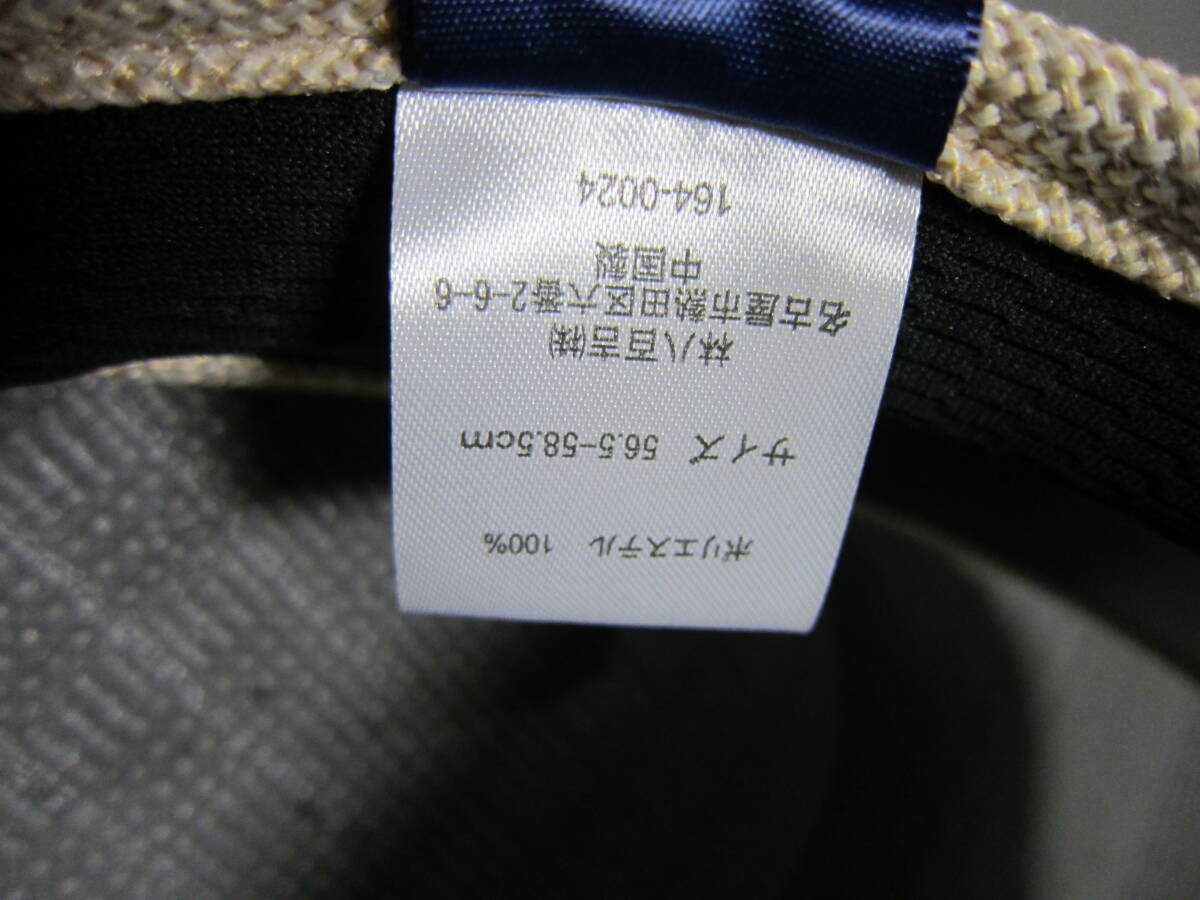 ポリエステル 100%
サイズ 56.5-58.5cm
林八百吉㈱
名古屋市熱田区六番2-6-6
中国製
164-0024